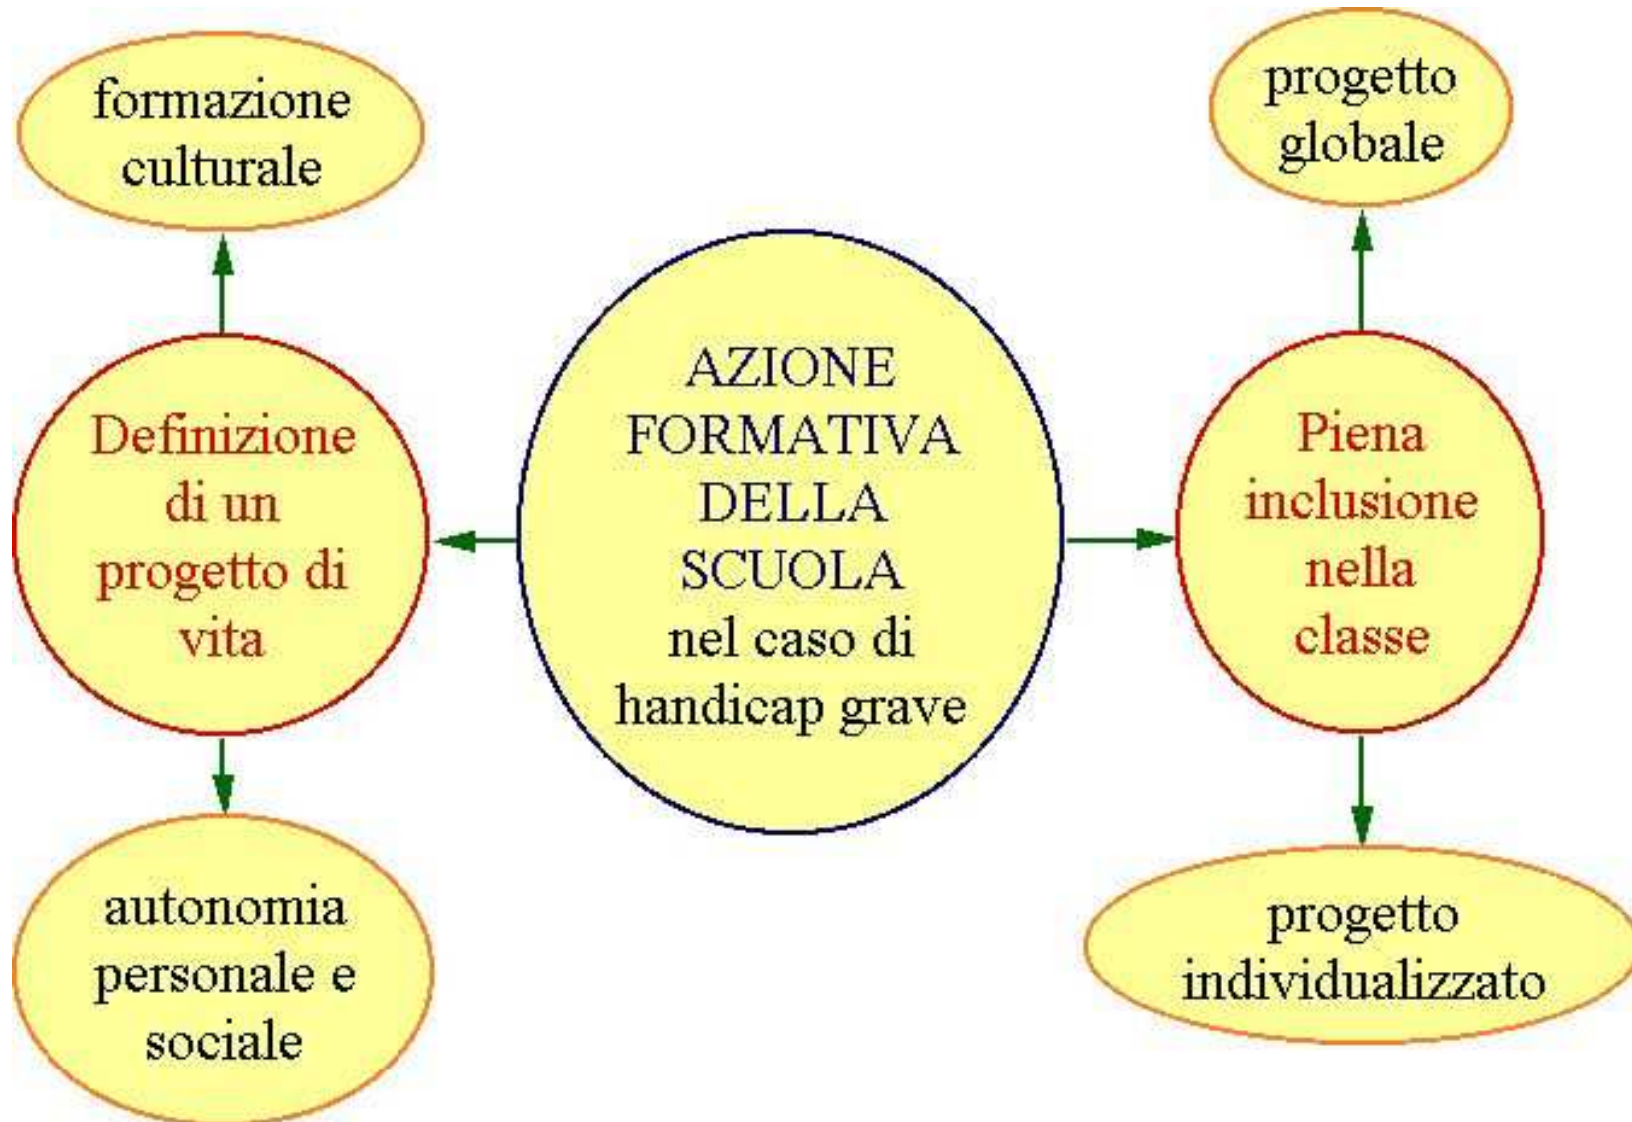 formazione
culturale
progetto
globale
AZIONE
FORMATIVA
DELLA
SCUOLA
nel caso di
handicap grave
Definizione
di un
progetto di
vita
Piena
inclusione
nella
classe
autonomia
personale e
sociale
progetto
individualizzato